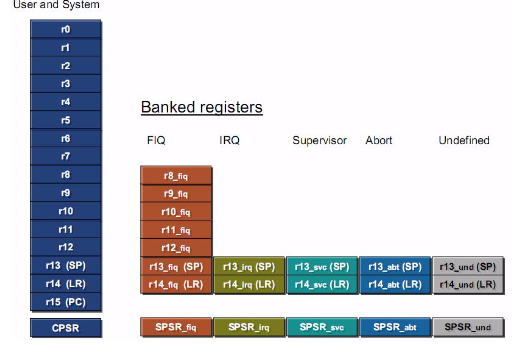 User and System
r0
r1
r2
r3
r4
r5
r6
r7
r8
r9
r10
r11
r12
r13 (SP)
r14 (LR)
r15 (PC)
CPSR
Banked registers
FIQ IRQ Supervisor Abort Undefined
r8_fiq
r9_fiq
r10_fiq
r11_fiq
r12_fiq
r13_fiq (SP) r13_irq (SP) r13_svc (SP) r13_abt (SP) r13_und (SP)
r14_fiq (LR) r14_irq (LR) r14_svc (LR) r14_abt (LR) r14_und (LR)
SPSR_fiq SPSR_irq SPSR_svc SPSR_abt SPSR_und